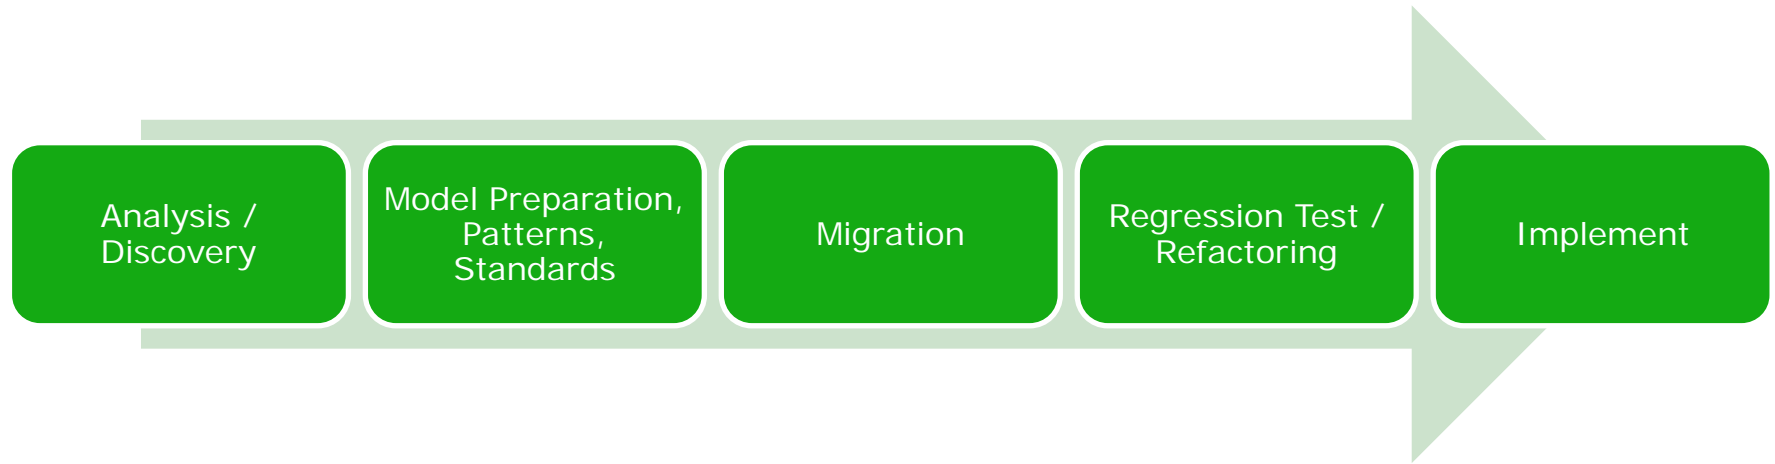 Analysis /
Discovery
Model Preparation,
Patterns,
Standards
Migration
Regression Test /
Refactoring
Implement